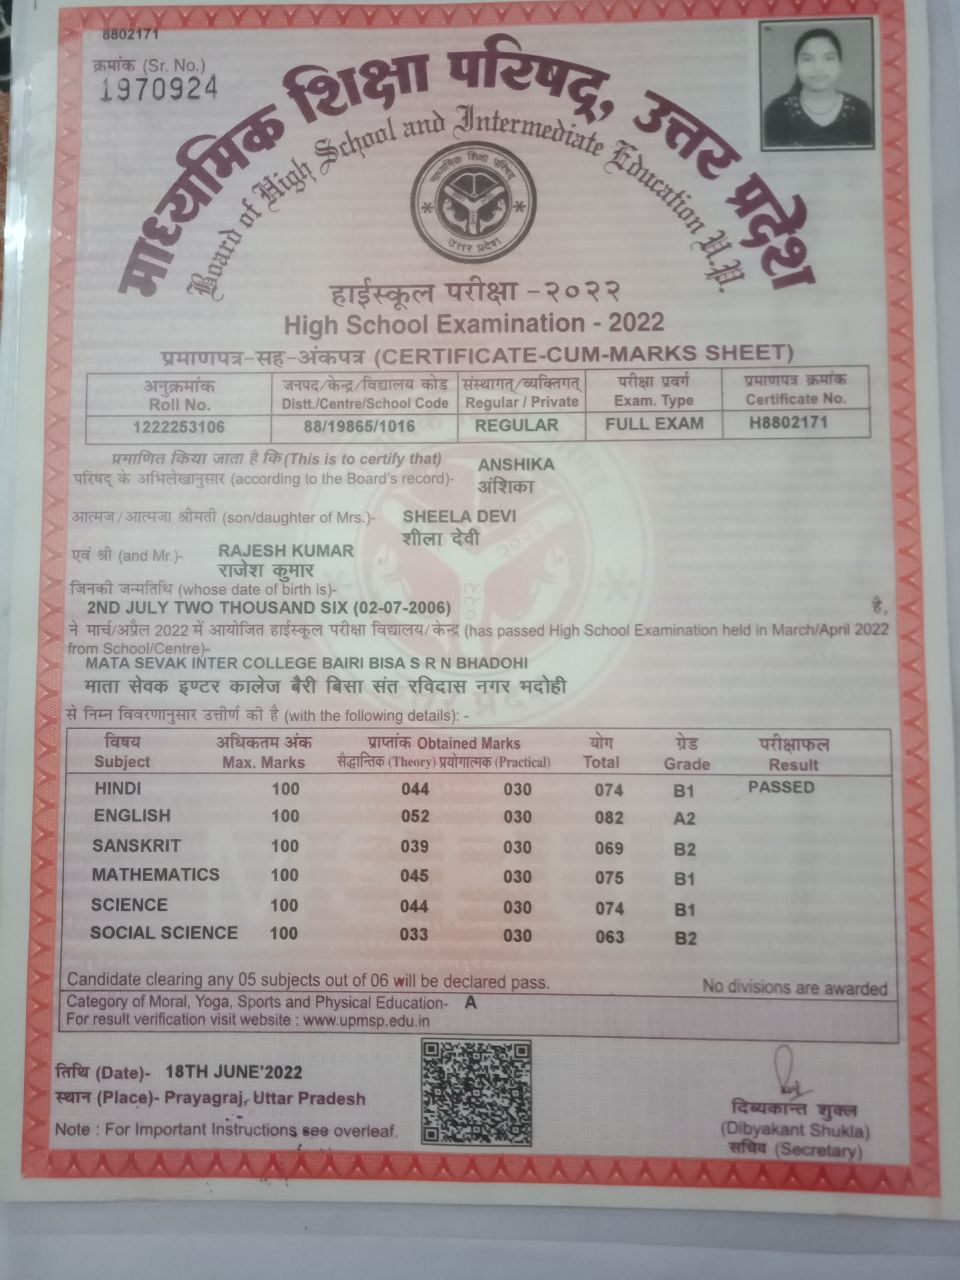 8802171
क्रमांक (Sr. No.)
1970924
माध्यमिक शिक्षा परिषद्, उत्तर प्रदेश
Board of High School and Intermediate Education U.P.
माध्यमिक शिक्षा परिषद्
उत्तर प्रदेश
हाईस्कूल परीक्षा -२०२२
High School Examination - 2022
प्रमाणपत्र-सह-अंकपत्र (CERTIFICATE-CUM-MARKS SHEET)
अनुक्रमांक जनपद/केन्द्र/विद्यालय कोड संस्थागत्/व्यक्तिगत् परीक्षा प्रवर्ग प्रमाणपत्र क्रमांक
Roll No. Distt./Centre/School Code Regular / Private Exam. Type Certificate No.
1222253106 88/19865/1016 REGULAR FULL EXAM H8802171
प्रमाणित किया जाता है कि (This is to certify that) ANSHIKA
परिषद् के अभिलेखानुसार (according to the Board's record)- अंशिका
आत्मज/आत्मजा श्रीमती (son/daughter of Mrs.)- SHEELA DEVI
शीला देवी
एवं श्री (and Mr.)- RAJESH KUMAR
राजेश कुमार
जिनकी जन्मतिथि (whose date of birth is)-
2ND JULY TWO THOUSAND SIX (02-07-2006) है,
ने मार्च/अप्रैल 2022 में आयोजित हाईस्कूल परीक्षा विद्यालय/केन्द्र (has passed High School Examination held in March/April 2022
from School/Centre)-
MATA SEVAK INTER COLLEGE BAIRI BISA S R N BHADOHI
माता सेवक इण्टर कालेज बैरी बिसा संत रविदास नगर भदोही
से निम्न विवरणानुसार उत्तीर्ण की है (with the following details): -
विषय अधिकतम अंक प्राप्तांक Obtained Marks योग ग्रेड परीक्षाफल
Subject Max. Marks सैद्धान्तिक (Theory) प्रयोगात्मक (Practical) Total Grade Result
HINDI 100 044 030 074 B1 PASSED
ENGLISH 100 052 030 082 A2
SANSKRIT 100 039 030 069 B2
MATHEMATICS 100 045 030 075 B1
SCIENCE 100 044 030 074 B1
SOCIAL SCIENCE 100 033 030 063 B2
Candidate clearing any 05 subjects out of 06 will be declared pass. No divisions are awarded
Category of Moral, Yoga, Sports and Physical Education- A
For result verification visit website : www.upmsp.edu.in
तिथि (Date)- 18TH JUNE'2022
स्थान (Place)- Prayagraj, Uttar Pradesh
Note : For Important Instructions see overleaf.
दिब्यकान्त शुक्ल
(Dibyakant Shukla)
सचिव (Secretary)